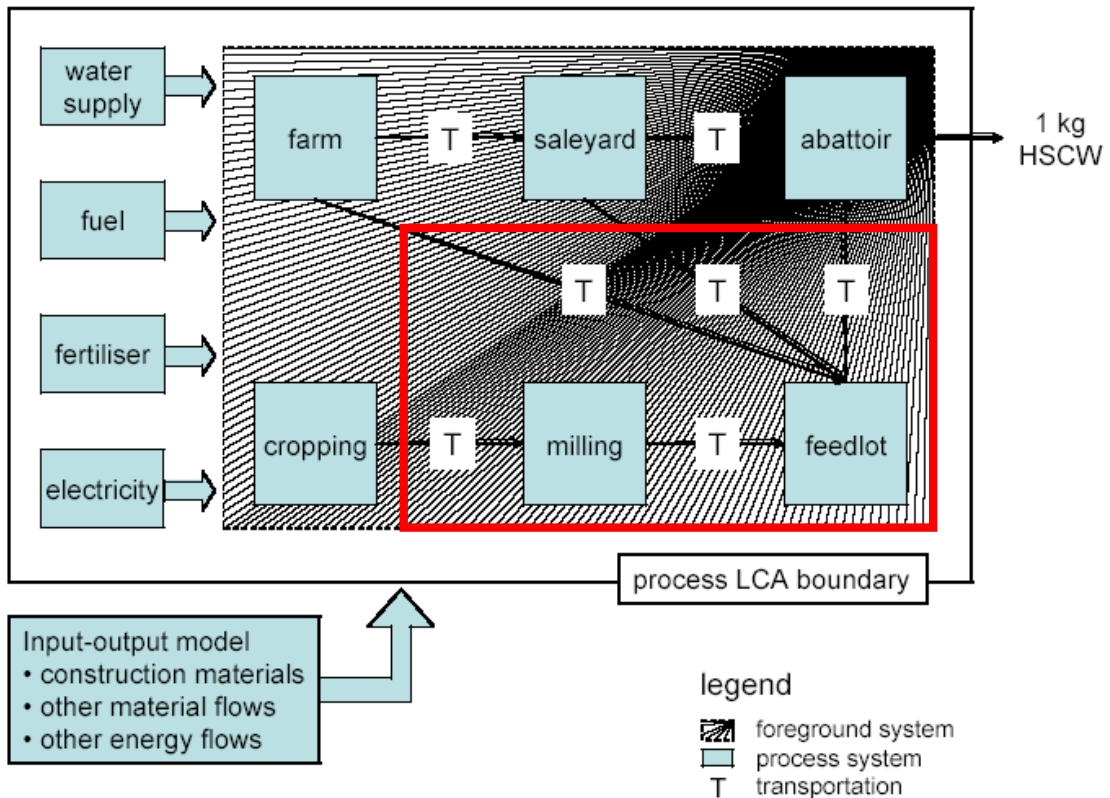 water
supply
fuel
fertiliser
electricity
farm
T
saleyard
T
abattoir
1 kg
HSCW
T
T
T
cropping
T
milling
T
feedlot
process LCA boundary
Input-output model
• construction materials
• other material flows
• other energy flows
legend
foreground system
process system
T transportation